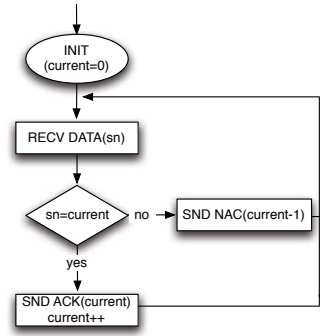 INIT
(current=0)
RECV DATA(sn)
sn=current
no
SND NAC(current-1)
yes
SND ACK(current)
current++